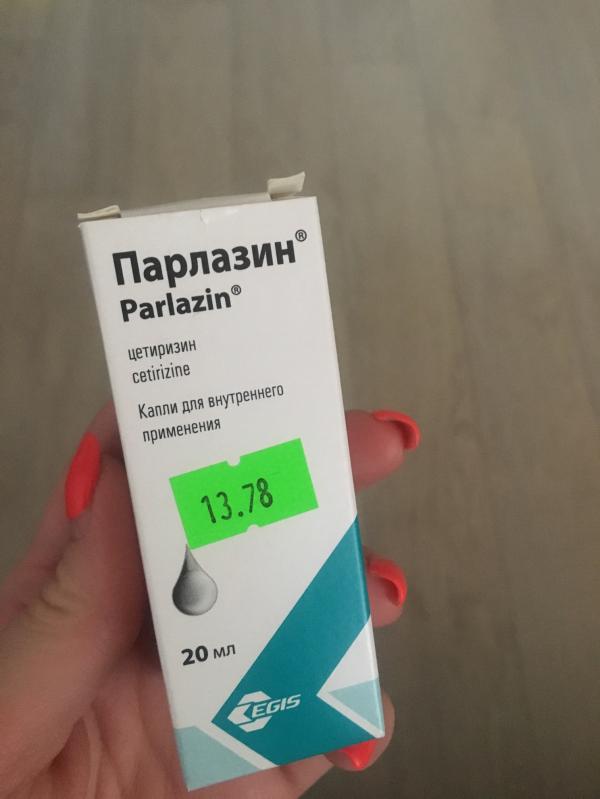 Парлазин®
Parlazin®
цетиризин
cetirizine
Капли для внутреннего
применения
13.78
20 мл
EGIS